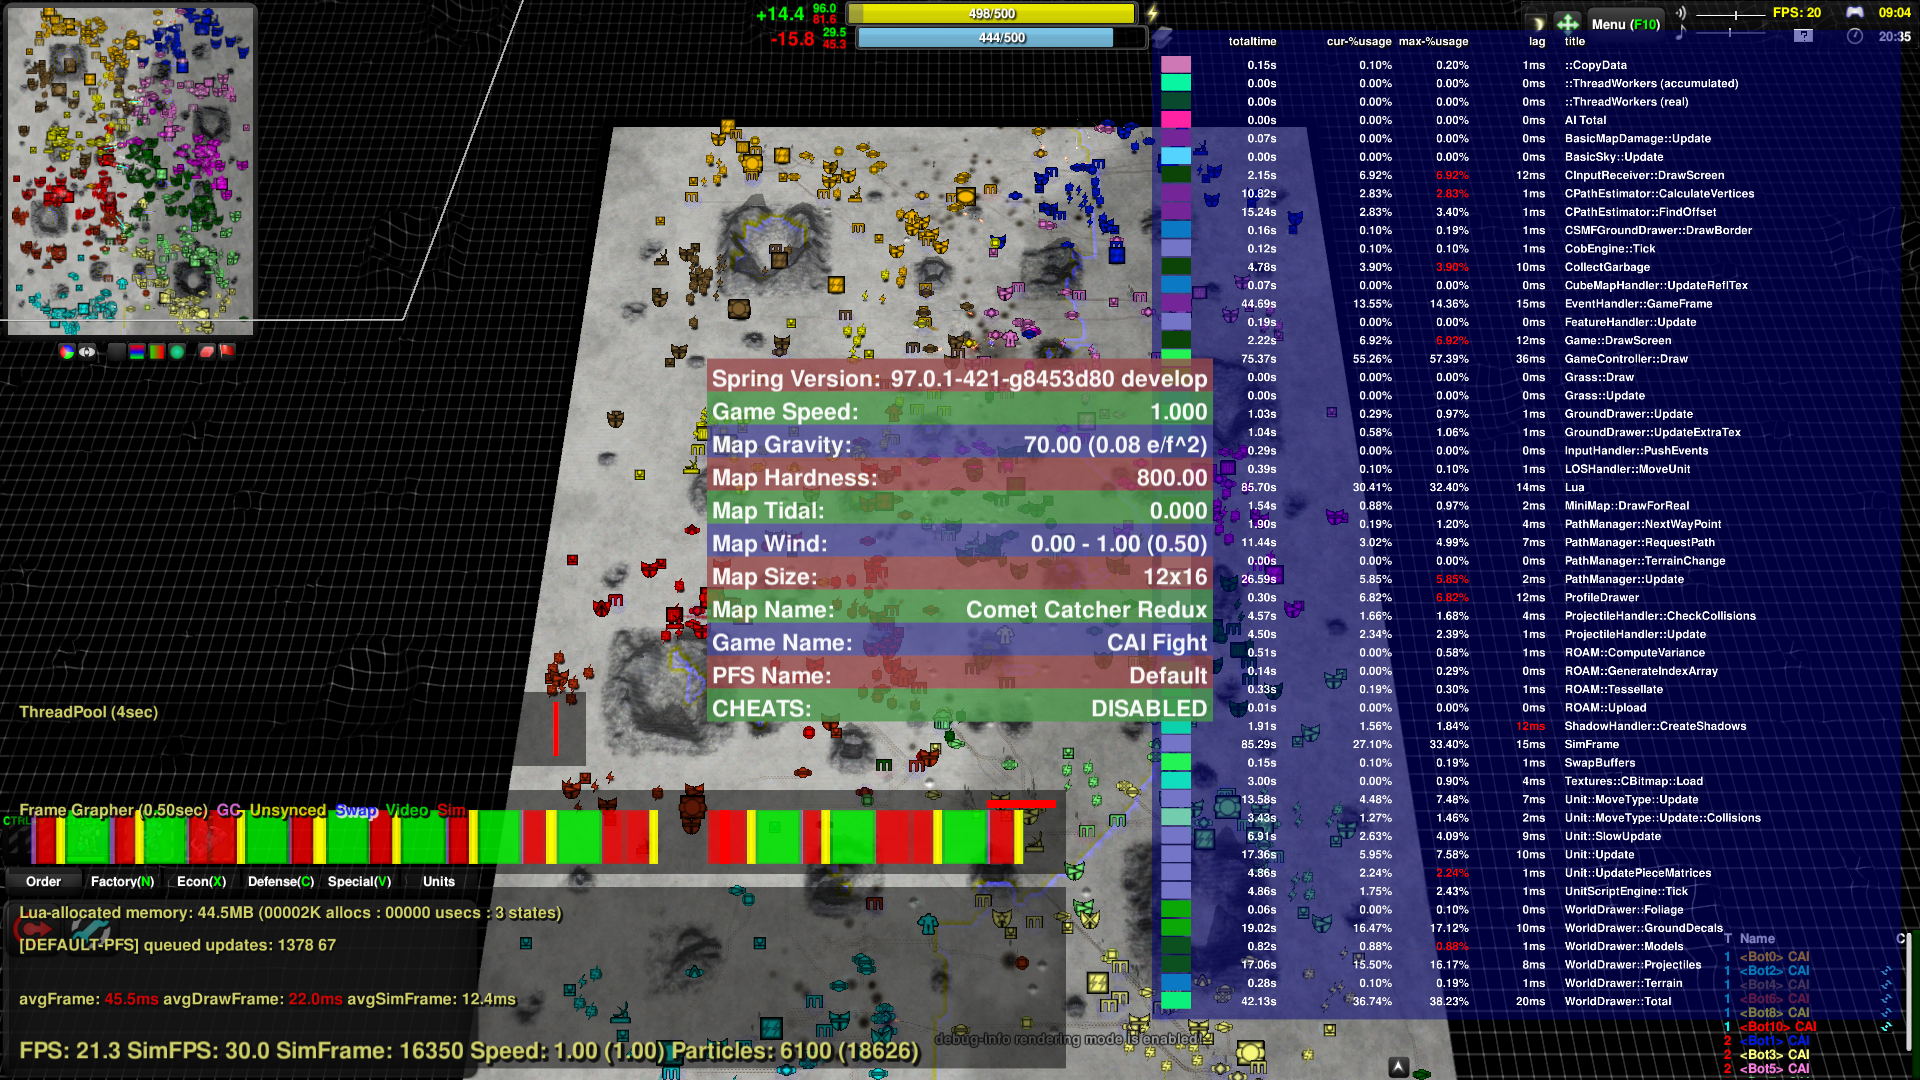 +14.4 96.0 81.6 498/500
-15.8 29.5 45.3 444/500
Menu (F10) FPS: 20 09:04
20:35
totaltime cur-%usage max-%usage lag title
0.15s 0.10% 0.20% 1ms ::CopyData
0.00s 0.00% 0.00% 0ms ::ThreadWorkers (accumulated)
0.00s 0.00% 0.00% 0ms ::ThreadWorkers (real)
0.00s 0.00% 0.00% 0ms AI Total
0.07s 0.00% 0.00% 0ms BasicMapDamage::Update
0.00s 0.00% 0.00% 0ms BasicSky::Update
2.15s 6.92% 6.92% 12ms CInputReceiver::DrawScreen
10.82s 2.83% 2.83% 1ms CPathEstimator::CalculateVertices
15.24s 2.83% 3.40% 1ms CPathEstimator::FindOffset
0.16s 0.10% 0.19% 1ms CSMFGroundDrawer::DrawBorder
0.12s 0.10% 0.10% 1ms CobEngine::Tick
4.78s 3.90% 3.90% 10ms CollectGarbage
0.07s 0.00% 0.00% 0ms CubeMapHandler::UpdateReflTex
44.69s 13.55% 14.36% 15ms EventHandler::GameFrame
0.19s 0.00% 0.00% 0ms FeatureHandler::Update
2.22s 6.92% 6.92% 12ms Game::DrawScreen
75.37s 55.26% 57.39% 36ms GameController::Draw
0.00s 0.00% 0.00% 0ms Grass::Draw
0.00s 0.00% 0.00% 0ms Grass::Update
1.03s 0.29% 0.97% 1ms GroundDrawer::Update
1.04s 0.58% 1.06% 1ms GroundDrawer::UpdateExtraTex
0.29s 0.00% 0.00% 0ms InputHandler::PushEvents
0.39s 0.10% 0.10% 1ms LOSHandler::MoveUnit
85.70s 30.41% 32.40% 14ms Lua
1.54s 0.88% 0.97% 2ms MiniMap::DrawForReal
1.90s 0.19% 1.20% 4ms PathManager::NextWayPoint
11.44s 3.02% 4.99% 7ms PathManager::RequestPath
0.00s 0.00% 0.00% 0ms PathManager::TerrainChange
26.59s 5.85% 5.85% 2ms PathManager::Update
0.30s 6.82% 6.82% 12ms ProfileDrawer
4.57s 1.66% 1.68% 4ms ProjectileHandler::CheckCollisions
4.50s 2.34% 2.39% 1ms ProjectileHandler::Update
0.51s 0.00% 0.58% 1ms ROAM::ComputeVariance
0.14s 0.00% 0.29% 0ms ROAM::GenerateIndexArray
0.33s 0.19% 0.30% 1ms ROAM::Tessellate
0.01s 0.00% 0.00% 0ms ROAM::Upload
1.91s 1.56% 1.84% 12ms ShadowHandler::CreateShadows
85.29s 27.10% 33.40% 15ms SimFrame
0.15s 0.10% 0.19% 1ms SwapBuffers
3.00s 0.00% 0.90% 4ms Textures::CBitmap::Load
13.58s 4.48% 7.48% 7ms Unit::MoveType::Update
3.43s 1.27% 1.46% 2ms Unit::MoveType::Update::Collisions
6.91s 2.63% 4.09% 9ms Unit::SlowUpdate
17.36s 5.95% 7.58% 10ms Unit::Update
4.86s 2.24% 2.24% 1ms Unit::UpdatePieceMatrices
4.86s 1.75% 2.43% 1ms UnitScriptEngine::Tick
0.06s 0.00% 0.10% 0ms WorldDrawer::Foliage
19.02s 16.47% 17.12% 10ms WorldDrawer::GroundDecals
0.82s 0.88% 0.88% 1ms WorldDrawer::Models
17.06s 15.50% 16.17% 8ms WorldDrawer::Projectiles
0.28s 0.10% 0.19% 1ms WorldDrawer::Terrain
42.13s 36.74% 38.23% 20ms WorldDrawer::Total
Spring Version: 97.0.1-421-g8453d80 develop
Game Speed: 1.000
Map Gravity: 70.00 (0.08 e/f^2)
Map Hardness: 800.00
Map Tidal: 0.000
Map Wind: 0.00 - 1.00 (0.50)
Map Size: 12x16
Map Name: Comet Catcher Redux
Game Name: CAI Fight
PFS Name: Default
CHEATS: DISABLED
ThreadPool (4sec)
Frame Grapher (0.50sec) GC Unsynced Swap Video Sim
CTRL
Order Factory(N) Econ(X) Defense(C) Special(V) Units
Lua-allocated memory: 44.5MB (00002K allocs : 00000 usecs : 3 states)
[DEFAULT-PFS] queued updates: 1378 67
avgFrame: 45.5ms avgDrawFrame: 22.0ms avgSimFrame: 12.4ms
FPS: 21.3 SimFPS: 30.0 SimFrame: 16350 Speed: 1.00 (1.00) Particles: 6100 (18626)
debug-info rendering mode is enabled
T Name C
1 <Bot0> CAI
1 <Bot2> CAI
1 <Bot4> CAI
1 <Bot6> CAI
1 <Bot8> CAI
1 <Bot10> CAI
2 <Bot1> CAI
2 <Bot3> CAI
2 <Bot5> CAI